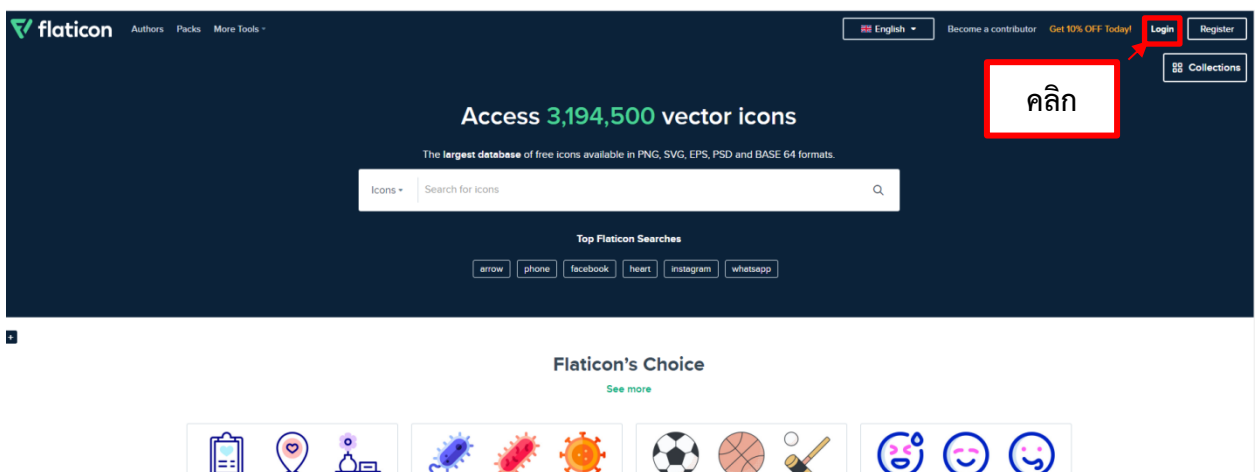 flaticon Authors Packs More Tools English Become a contributor Get 10% OFF Today! Login Register
Collections
คลิก
Access 3,194,500 vector icons
The largest database of free icons available in PNG, SVG, EPS, PSD and BASE 64 formats.
Icons Search for icons
Top Flaticon Searches
arrow phone facebook heart instagram whatsapp
+
Flaticon's Choice
See more